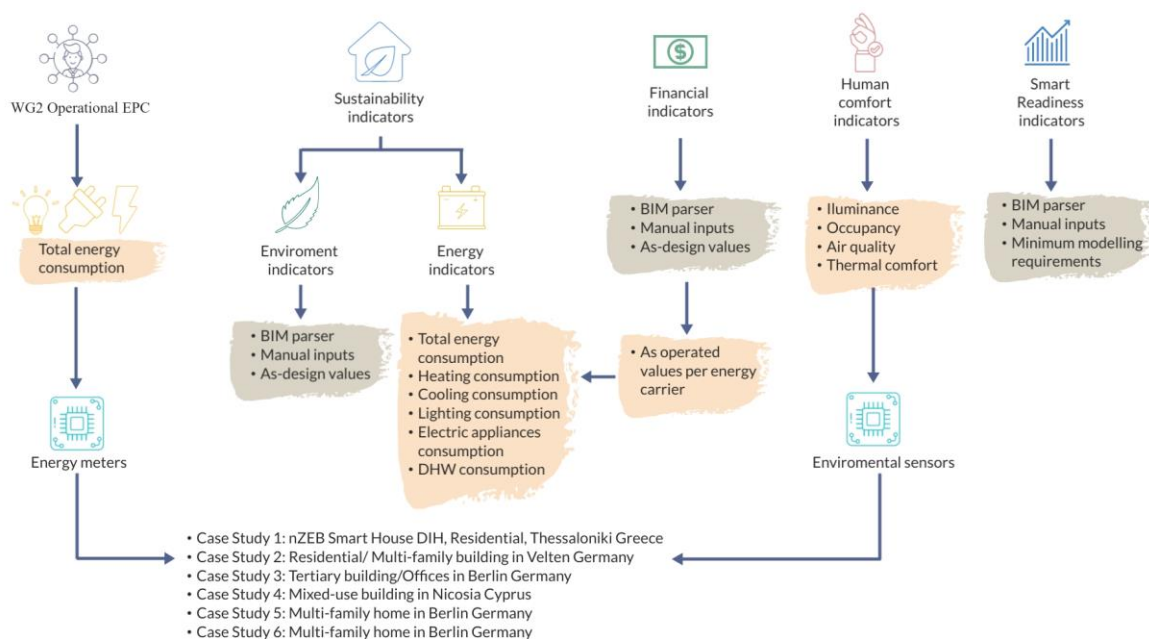 WG2 Operational EPC
Total energy
consumption
Energy meters
Sustainability
indicators
Enviroment
indicators
• BIM parser
• Manual inputs
• As-design values
Energy
indicators
• Total energy
consumption
• Heating consumption
• Cooling consumption
• Lighting consumption
• Electric appliances
consumption
• DHW consumption
Financial
indicators
• BIM parser
• Manual inputs
• As-design values
• As operated
values per energy
carrier
Human
comfort
indicators
• Iluminance
• Occupancy
• Air quality
• Thermal comfort
Enviromental sensors
Smart
Readiness
indicators
• BIM parser
• Manual inputs
• Minimum modelling
requirements
• Case Study 1: nZEB Smart House DIH, Residential, Thessaloniki Greece
• Case Study 2: Residential/ Multi-family building in Velten Germany
• Case Study 3: Tertiary building/Offices in Berlin Germany
• Case Study 4: Mixed-use building in Nicosia Cyprus
• Case Study 5: Multi-family home in Berlin Germany
• Case Study 6: Multi-family home in Berlin Germany